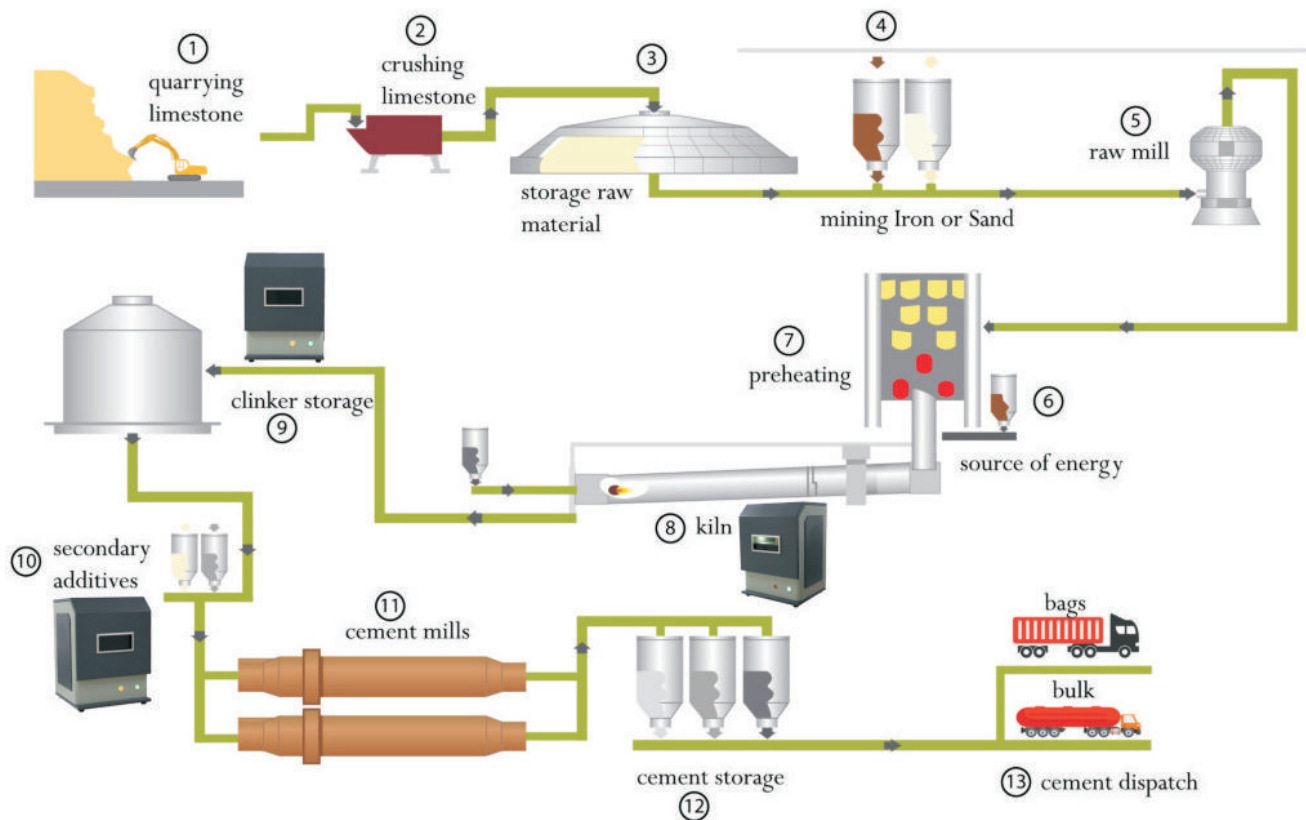 1
quarrying
limestone
2
crushing
limestone
3
storage raw
material
4
mining Iron or Sand
5
raw mill
6
source of energy
7
preheating
8 kiln
clinker storage
9
10 secondary
additives
11
cement mills
cement storage
12
bags
bulk
13 cement dispatch